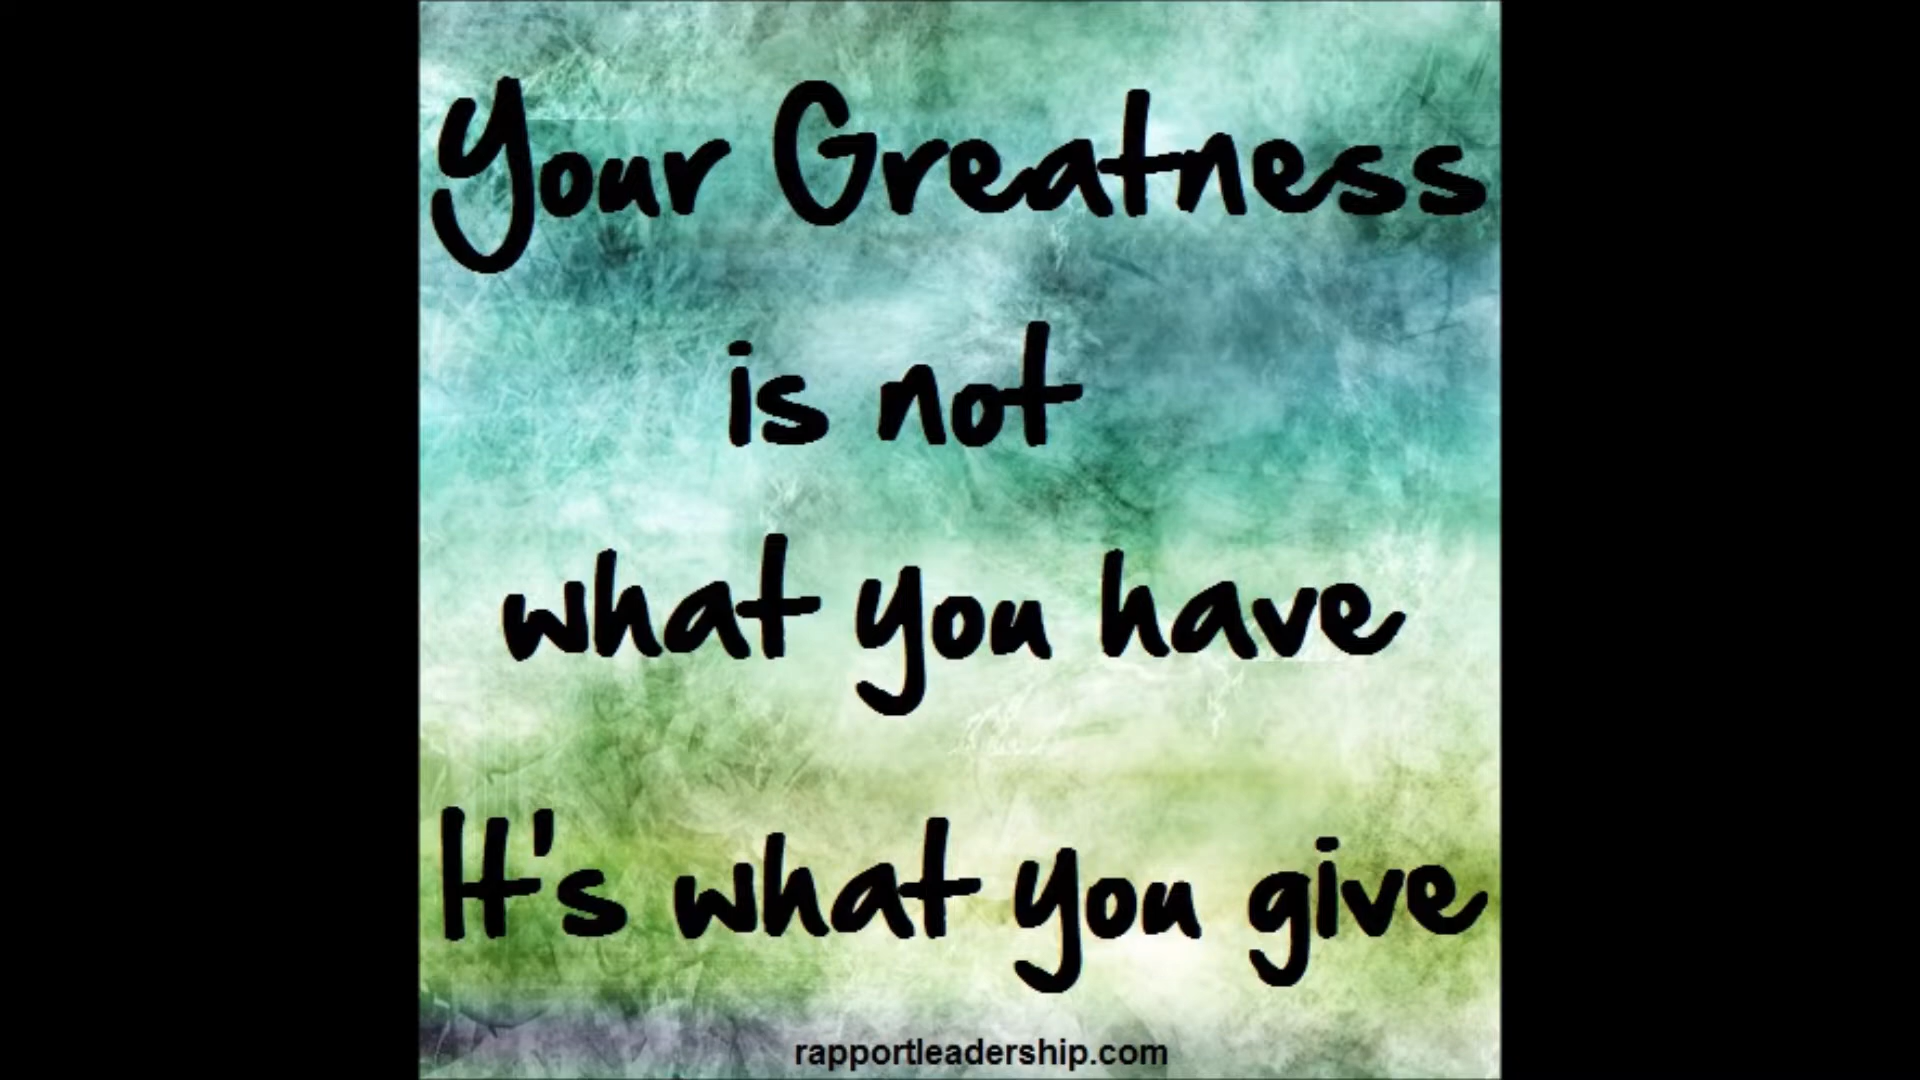 Your Greatness
is not
what you have
It's what you give
rapportleadership.com